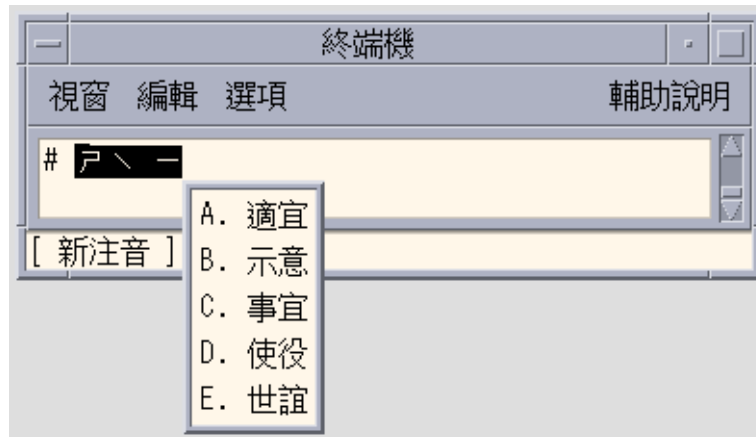 終端機
視窗 編輯 選項 輔助說明
# ㄕㄟˋ ㄧ
[ 新注音 ]
A. 適宜
B. 示意
C. 事宜
D. 使役
E. 世誼